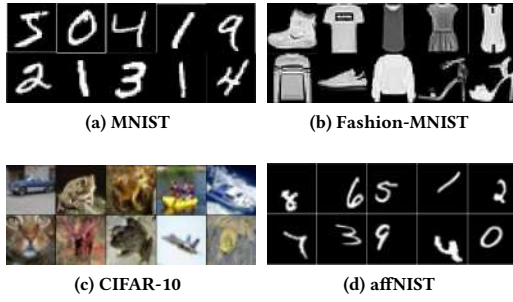 5 0 4 1 9
2 1 3 1 4
(a) MNIST
(b) Fashion-MNIST
8 6 5 / 2
7 3 9 4 0
(c) CIFAR-10
(d) affNIST